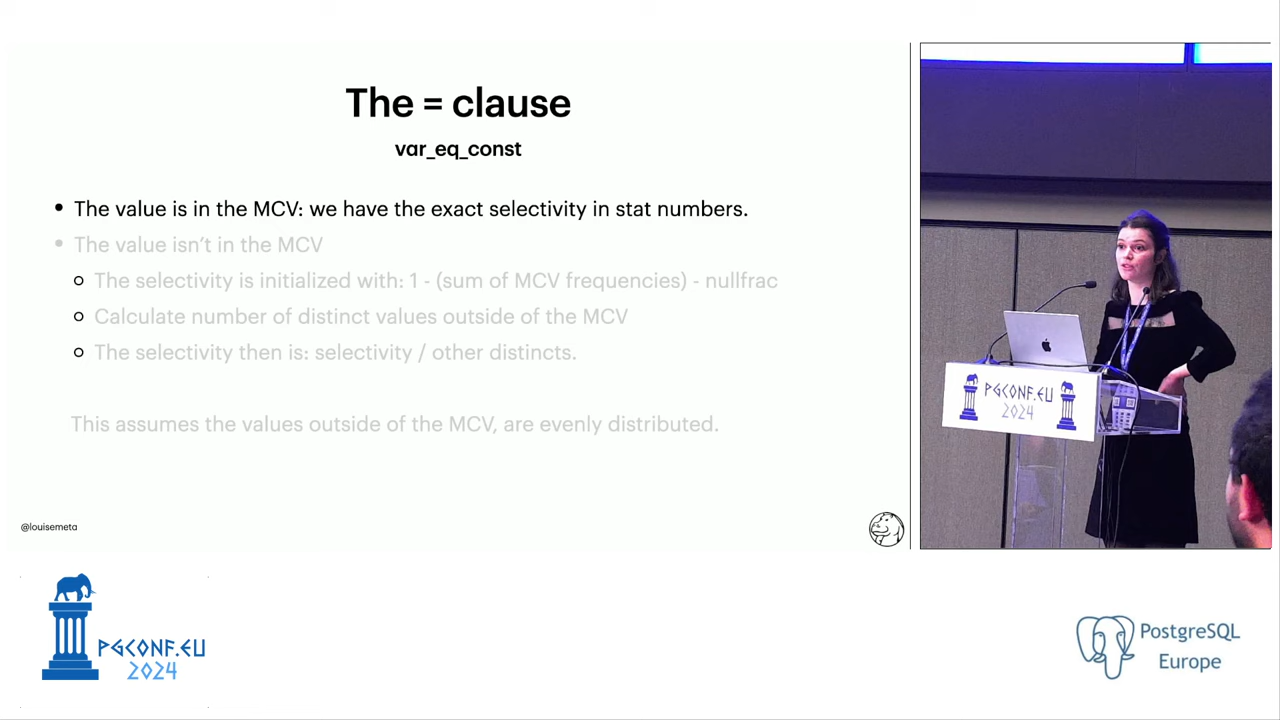 The = clause
var_eq_const
The value is in the MCV: we have the exact selectivity in stat numbers.
The value isn't in the MCV
The selectivity is initialized with: 1 - (sum of MCV frequencies) - nullfrac
Calculate number of distinct values outside of the MCV
The selectivity then is: selectivity / other distincts.
This assumes the values outside of the MCV, are evenly distributed.
@louisemeta
PGCONF.EU
2024
PGCONF.EU
2024
PostgreSQL
Europe